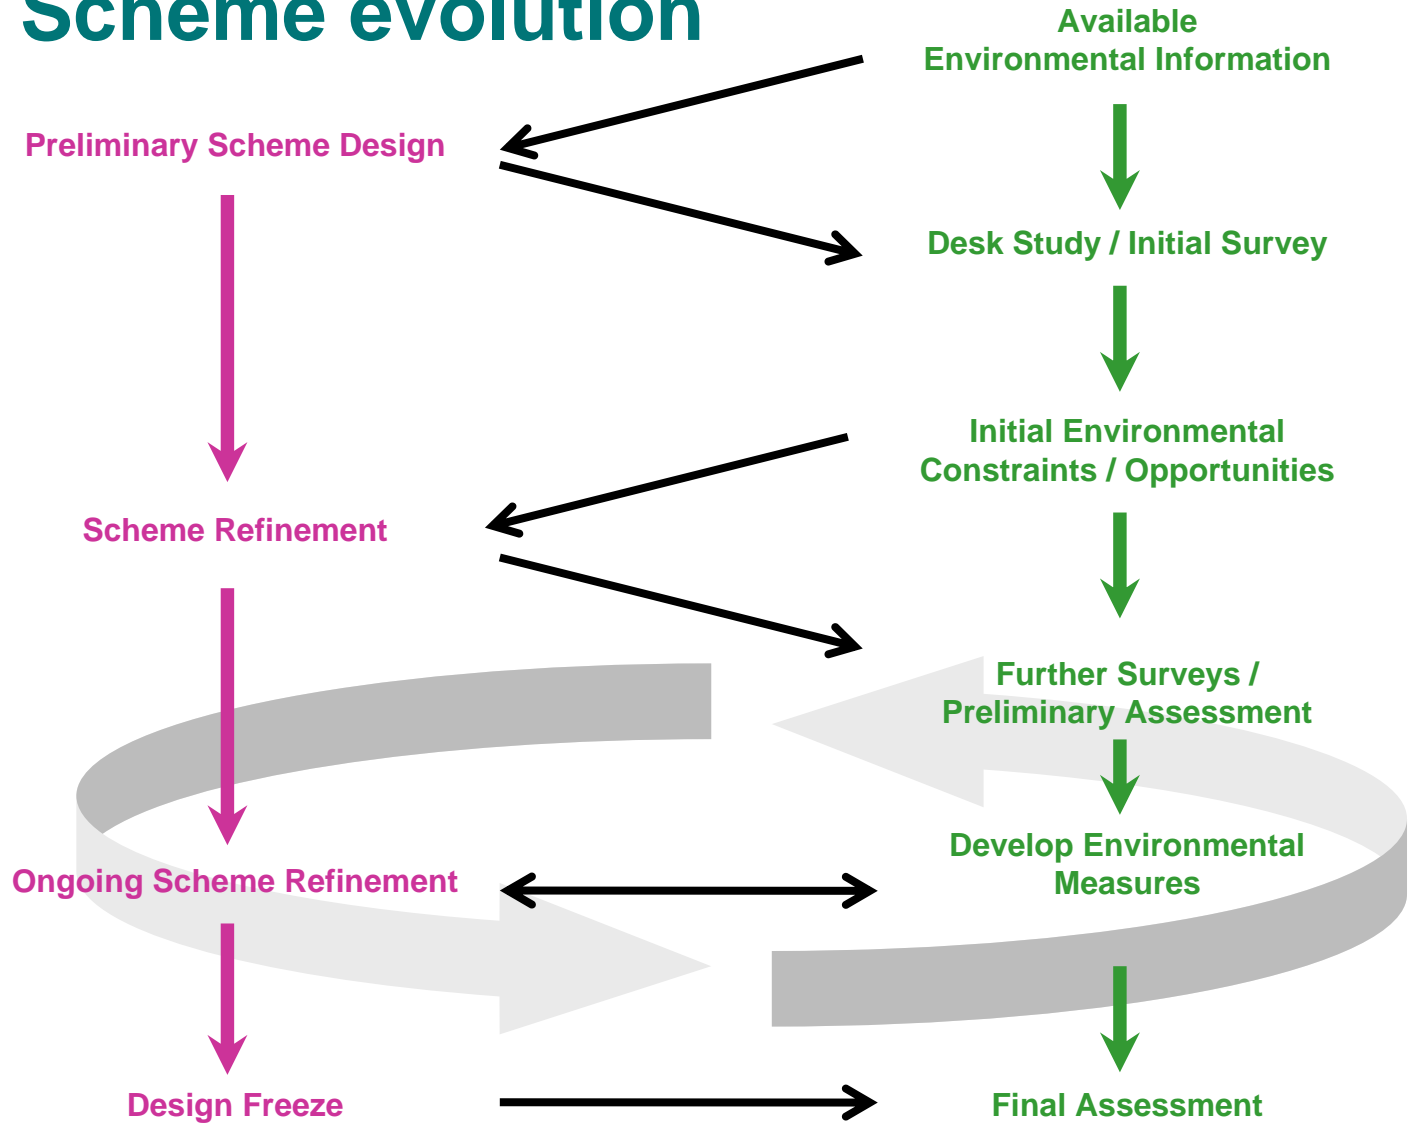 Scheme evolution
Available
Environmental Information
Preliminary Scheme Design
Desk Study / Initial Survey
Initial Environmental
Constraints / Opportunities
Scheme Refinement
Further Surveys /
Preliminary Assessment
Ongoing Scheme Refinement
Develop Environmental
Measures
Design Freeze
Final Assessment